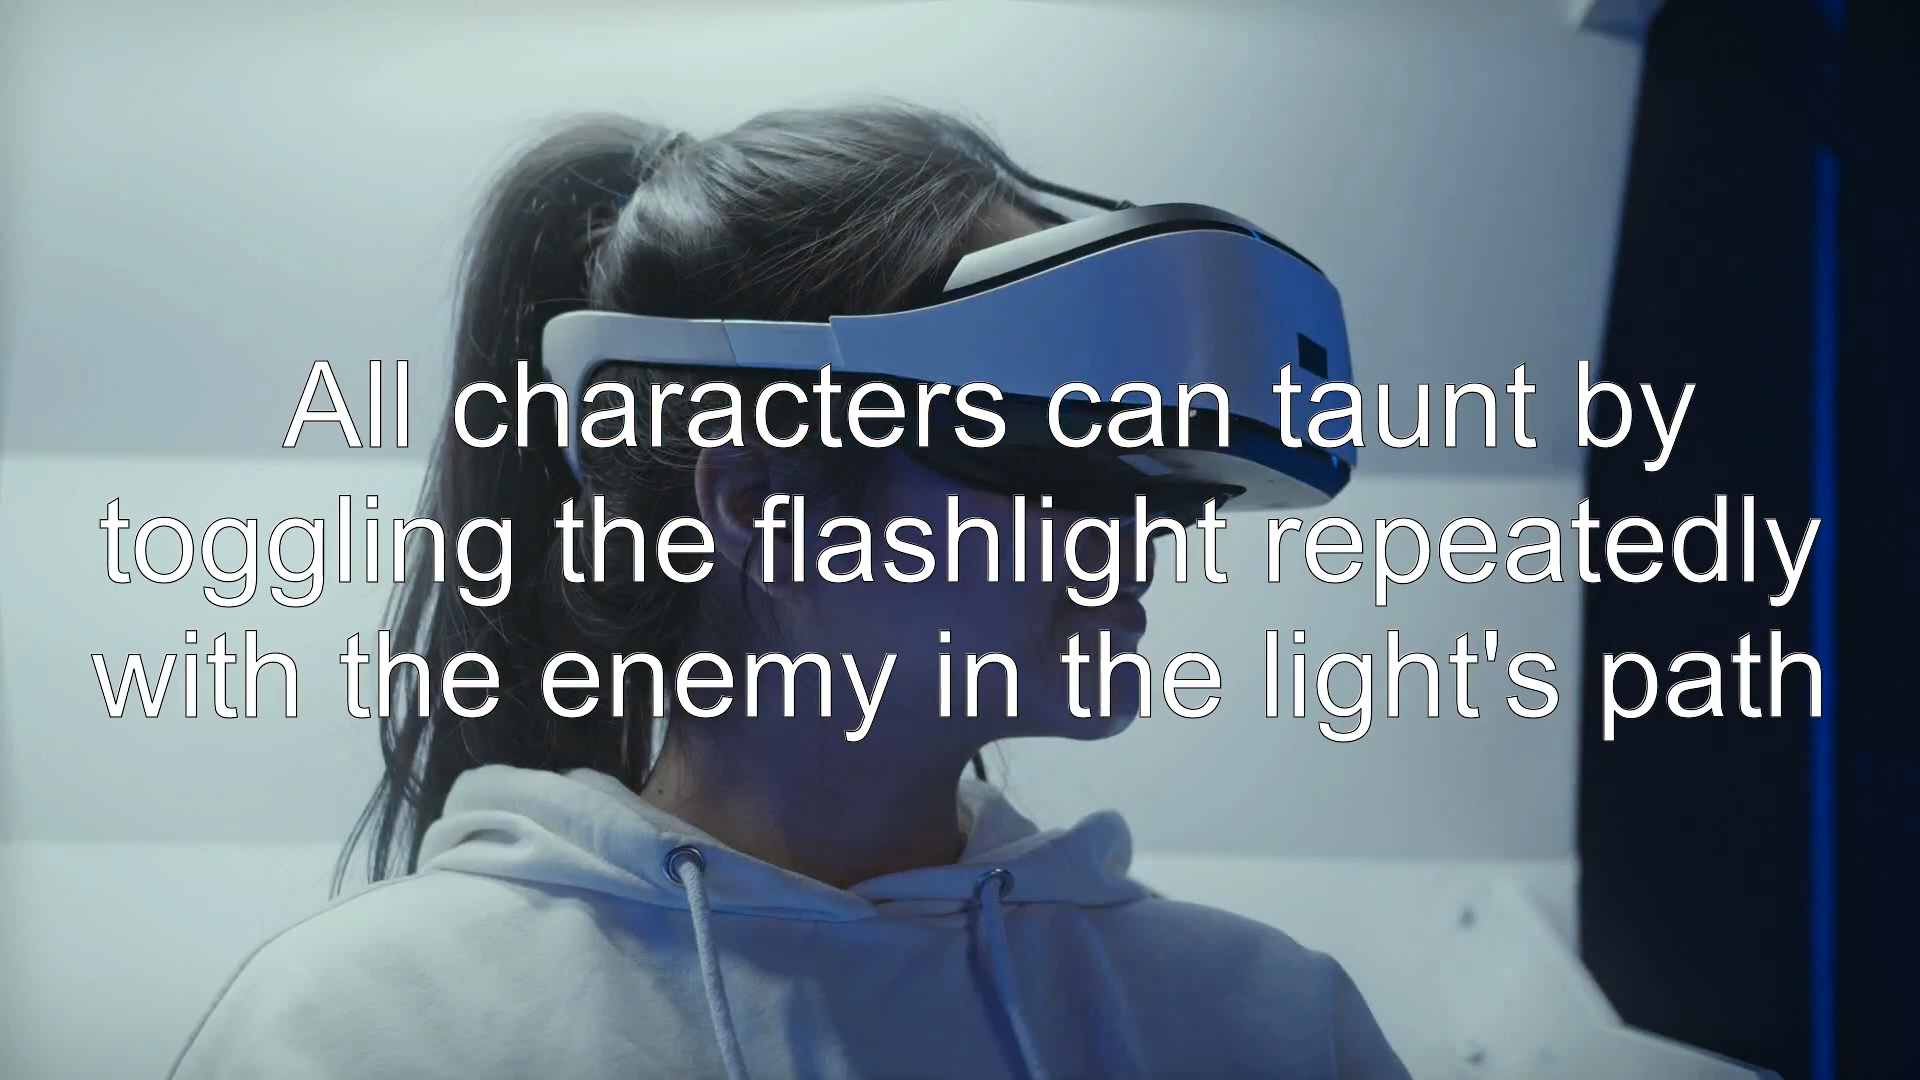 All characters can taunt by
toggling the flashlight repeatedly
with the enemy in the light's path